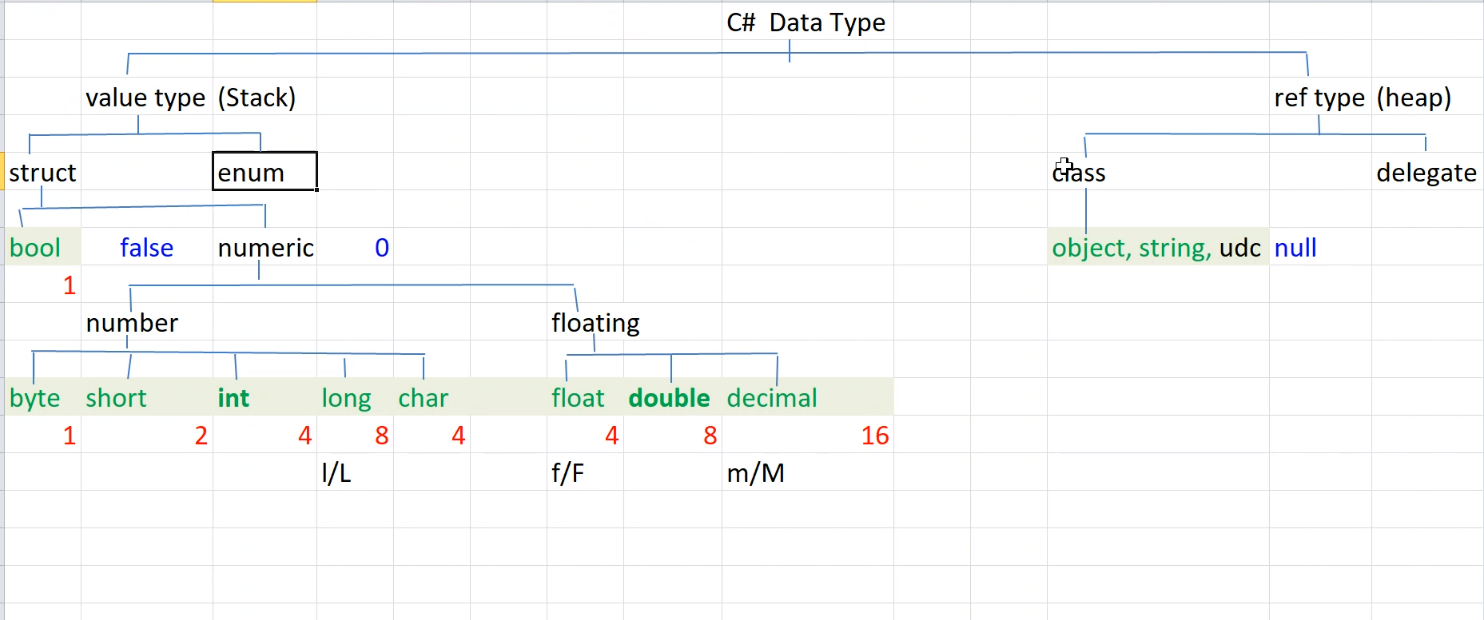 C# Data Type
value type (Stack) ref type (heap)
struct enum class delegate
bool false numeric 0 object, string, udc null
1
number floating
byte short int long char float double decimal
1 2 4 8 4 4 8 16
l/L f/F m/M